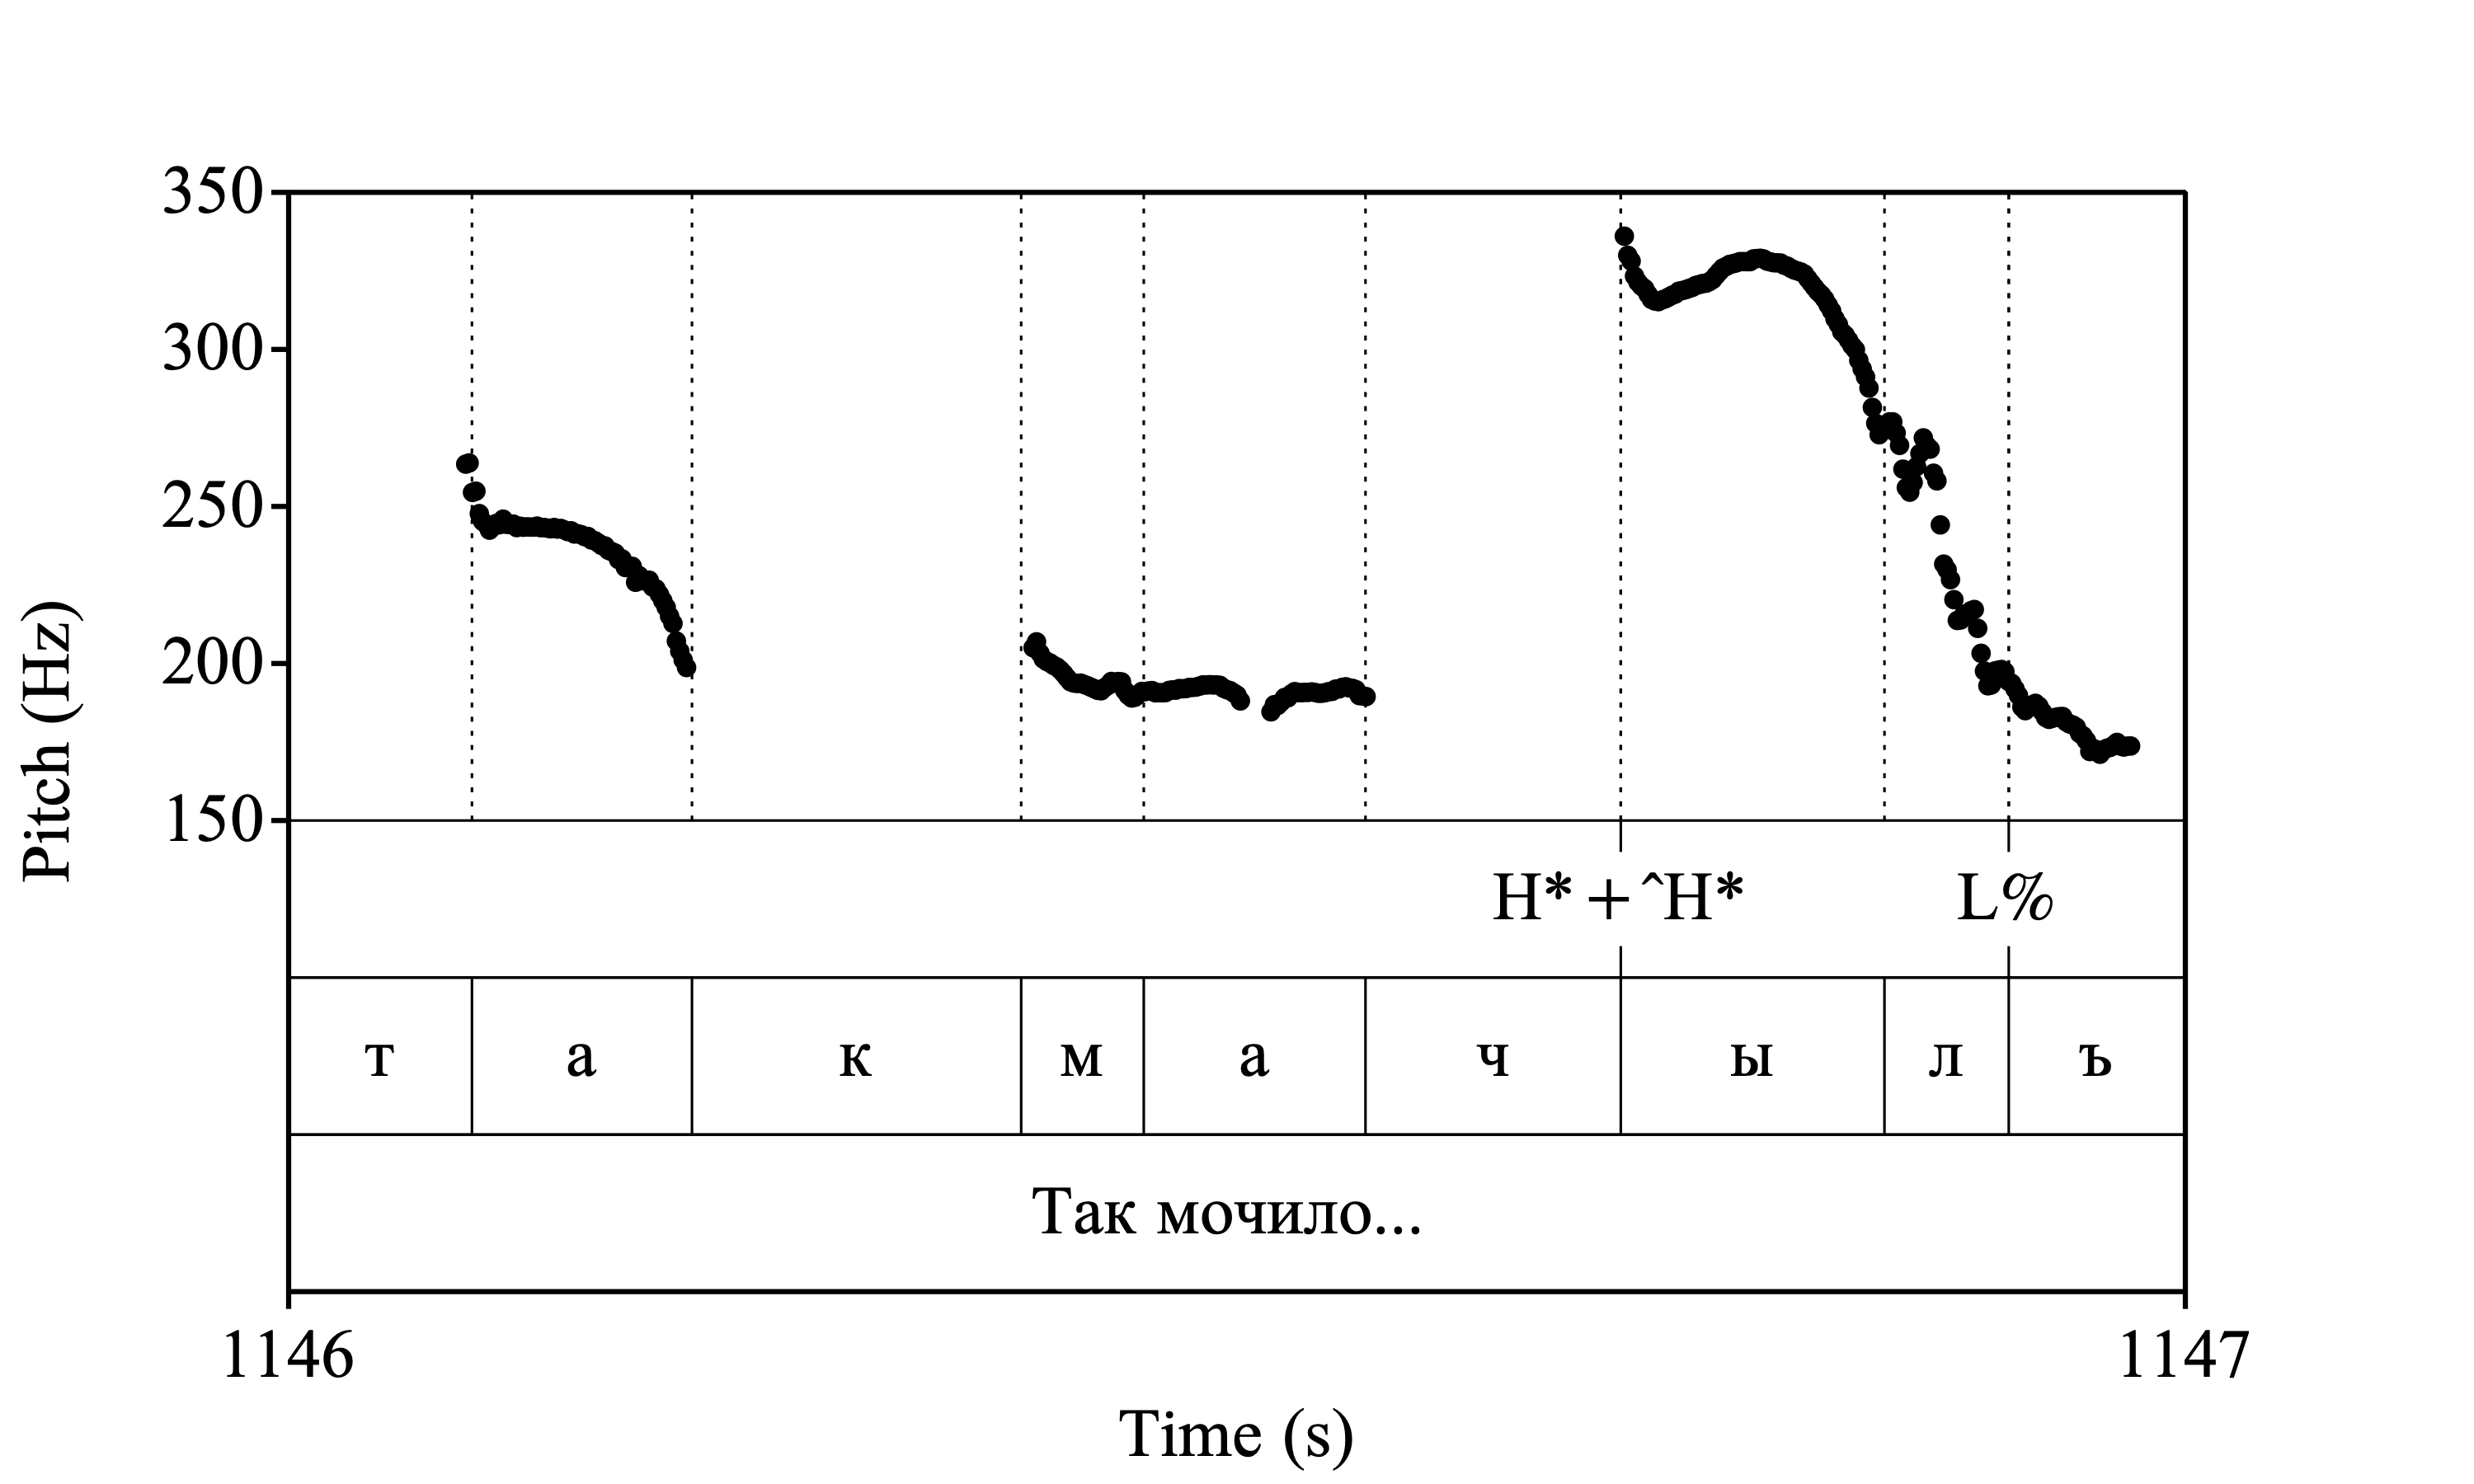 350
300
250
200
150
Pitch (Hz)
H* + ^H* L%
т а к м а ч ы л ъ
Так мочило...
1146 1147
Time (s)